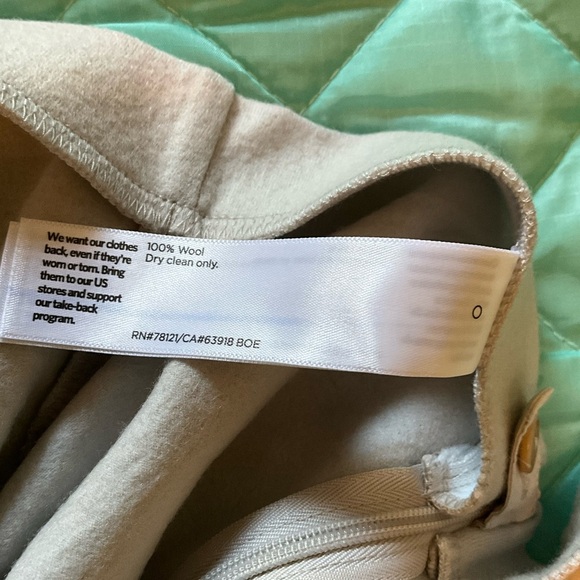 We want our clothes
back, even if they're
worn or torn. Bring
them to our US
stores and support
our take-back
program.
100% Wool
Dry clean only.
RN#78121/CA#63918 BOE
O